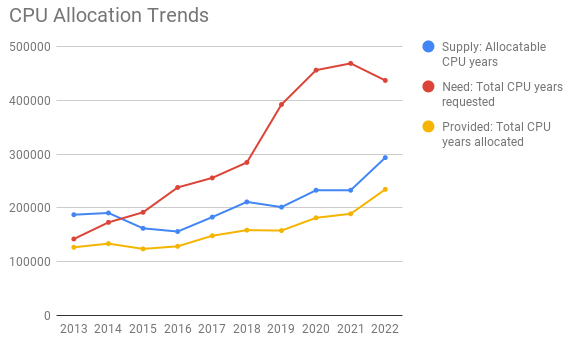 CPU Allocation Trends
500000
400000
300000
200000
100000
0
2013 2014 2015 2016 2017 2018 2019 2020 2021 2022
Supply: Allocatable
CPU years
Need: Total CPU years
requested
Provided: Total CPU
years allocated